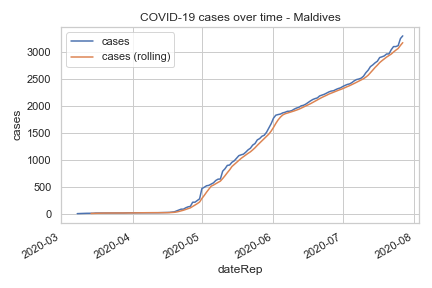 COVID-19 cases over time - Maldives
cases
cases (rolling)
3000
2500
2000
1500
1000
500
0
cases
2020-03
2020-04
2020-05
2020-06
2020-07
2020-08
dateRep